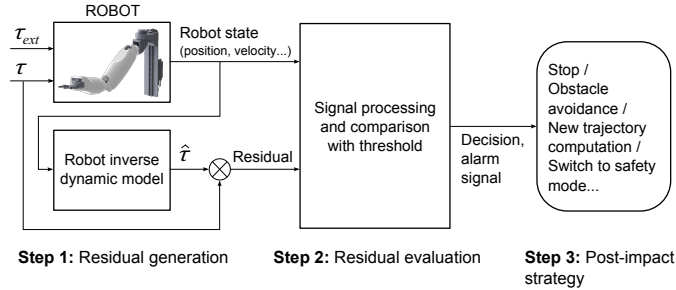 ROBOT
τext
τ
Robot state
(position, velocity...)
Robot inverse
dynamic model
τ̂
Residual
Signal processing
and comparison
with threshold
Decision,
alarm
signal
Stop /
Obstacle
avoidance /
New trajectory
computation /
Switch to safety
mode...
Step 1: Residual generation
Step 2: Residual evaluation
Step 3: Post-impact
strategy